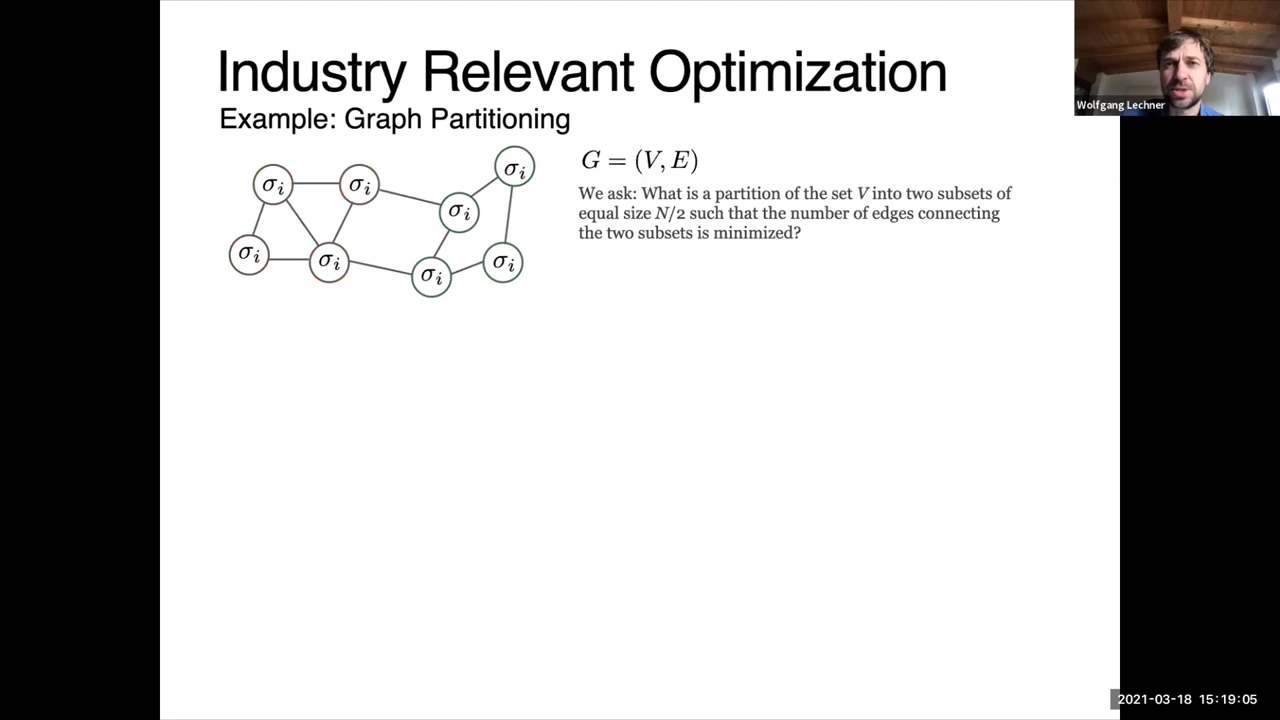 Industry Relevant Optimization
Example: Graph Partitioning
Wolfgang Lechner
σᵢ σᵢ σᵢ σᵢ σᵢ σᵢ σᵢ σᵢ
G = (V, E)
We ask: What is a partition of the set V into two subsets of
equal size N/2 such that the number of edges connecting
the two subsets is minimized?
2021-03-18 15:19:05